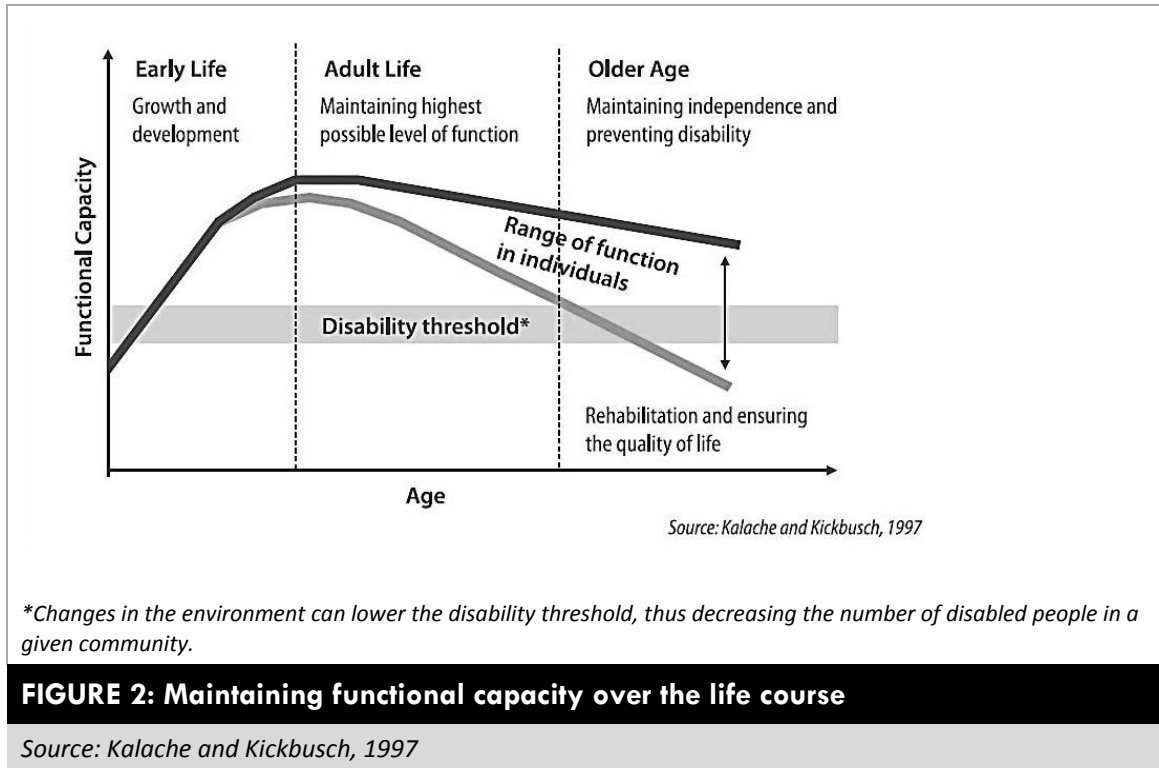 Early Life
Growth and
development
Adult Life
Maintaining highest
possible level of function
Older Age
Maintaining independence and
preventing disability
Functional Capacity
Range of function
in individuals
Disability threshold*
Rehabilitation and ensuring
the quality of life
Age
Source: Kalache and Kickbusch, 1997
*Changes in the environment can lower the disability threshold, thus decreasing the number of disabled people in a
given community.
FIGURE 2: Maintaining functional capacity over the life course
Source: Kalache and Kickbusch, 1997